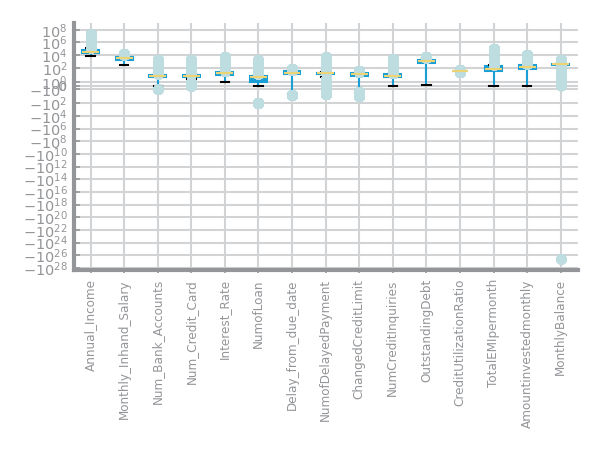 10^8
10^6
10^4
10^2
10^0
0
−10^0
−10^2
−10^4
−10^6
−10^8
−10^10
−10^12
−10^14
−10^16
−10^18
−10^20
−10^22
−10^24
−10^26
−10^28
Annual_Income
Monthly_Inhand_Salary
Num_Bank_Accounts
Num_Credit_Card
Interest_Rate
NumofLoan
Delay_from_due_date
NumofDelayedPayment
ChangedCreditLimit
NumCreditInquiries
OutstandingDebt
CreditUtilizationRatio
TotalEMIpermonth
Amountinvestedmonthly
MonthlyBalance